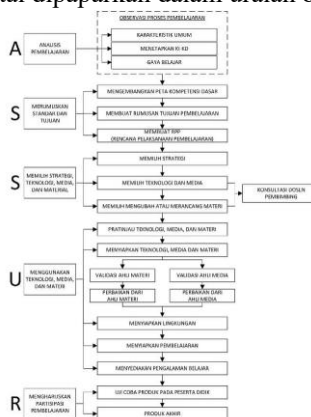 OBSERVASI PROSES PEMBELAJARAN
A
ANALISIS
PEMBELAJARAN
KARAKTERISTIK UMUM
MENETAPKAN KI KD
GAYA BELAJAR
S
MERUMUSKAN
STANDAR DAN
TUJUAN
MENGEMBANGKAN PETA KOMPETENSI DASAR
MEMBUAT RUMUSAN TUJUAN PEMBELAJARAN
MEMBUAT RPP
(RENCANA PELAKSANAAN PEMBELAJARAN)
S
MEMILIH STRATEGI,
TEKNOLOGI, MEDIA,
DAN MATERIAL
MEMILIH STRATEGI
MEMILIH TEKNOLOGI DAN MEDIA
MEMILIH MENGUBAH ATAU MERANCANG MATERI
KONSULTASI DOSEN
PEMBIMBING
U
MENGGUNAKAN
TEKNOLOGI, MEDIA,
DAN MATERI
PRATINJAU TEKNOLOGI, MEDIA, DAN MATERI
MENYIAPKAN TEKNOLOGI, MEDIA DAN MATERI
VALIDASI AHLI MATERI
VALIDASI AHLI MEDIA
PERBAIKAN DARI
AHLI MATERI
PERBAIKAN DARI
AHLI MEDIA
MENYIAPKAN LINGKUNGAN
MENYIAPKAN PEMBELAJARAN
MENYEDIAKAN PENGALAMAN BELAJAR
R
MENGHARUSKAN
PARTISIPASI
PEMBELAJARAN
UJI COBA PRODUK PADA PESERTA DIDIK
PRODUK AKHIR